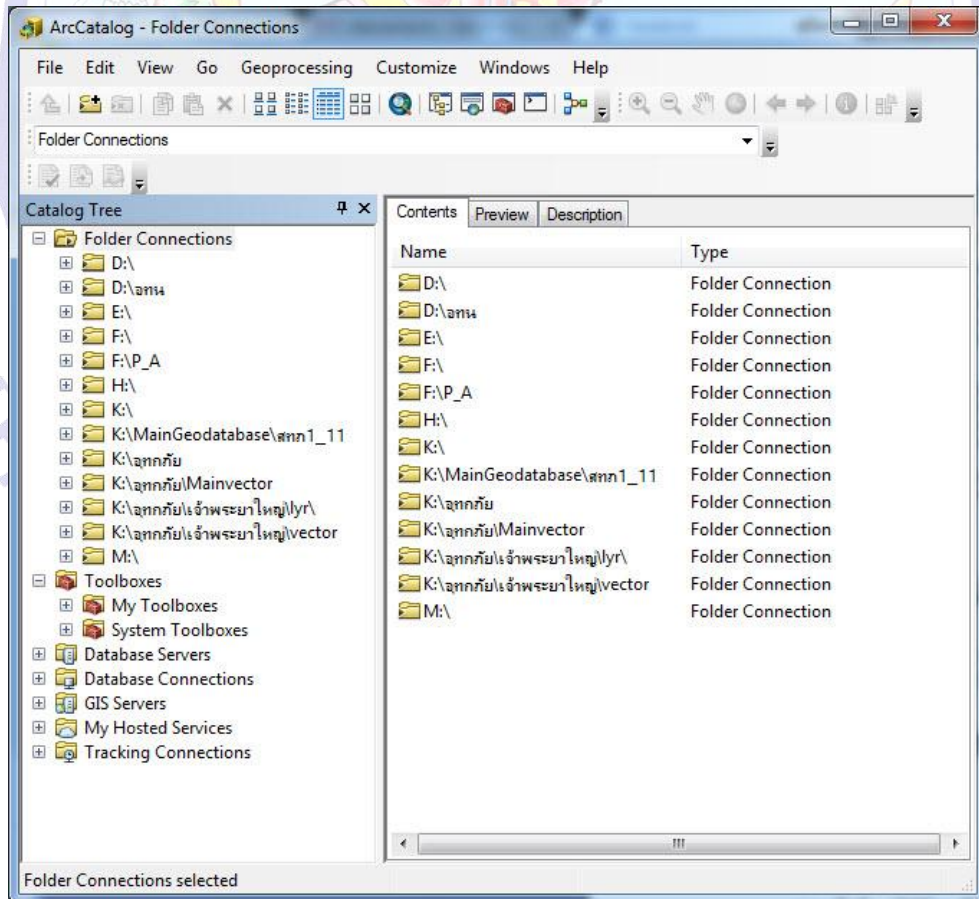 ArcCatalog - Folder Connections
File Edit View Go Geoprocessing Customize Windows Help
Folder Connections
Catalog Tree
Folder Connections
D:\
D:\อทน
E:\
F:\
F:\P_A
H:\
K:\
K:\MainGeodatabase\สทภ1_11
K:\อุทกภัย
K:\อุทกภัย\Mainvector
K:\อุทกภัย\เจ้าพระยาใหญ่\lyr\
K:\อุทกภัย\เจ้าพระยาใหญ่\vector
M:\
Toolboxes
My Toolboxes
System Toolboxes
Database Servers
Database Connections
GIS Servers
My Hosted Services
Tracking Connections
Contents Preview Description
Name Type
D:\ Folder Connection
D:\อทน Folder Connection
E:\ Folder Connection
F:\ Folder Connection
F:\P_A Folder Connection
H:\ Folder Connection
K:\ Folder Connection
K:\MainGeodatabase\สทภ1_11 Folder Connection
K:\อุทกภัย Folder Connection
K:\อุทกภัย\Mainvector Folder Connection
K:\อุทกภัย\เจ้าพระยาใหญ่\lyr\ Folder Connection
K:\อุทกภัย\เจ้าพระยาใหญ่\vector Folder Connection
M:\ Folder Connection
Folder Connections selected